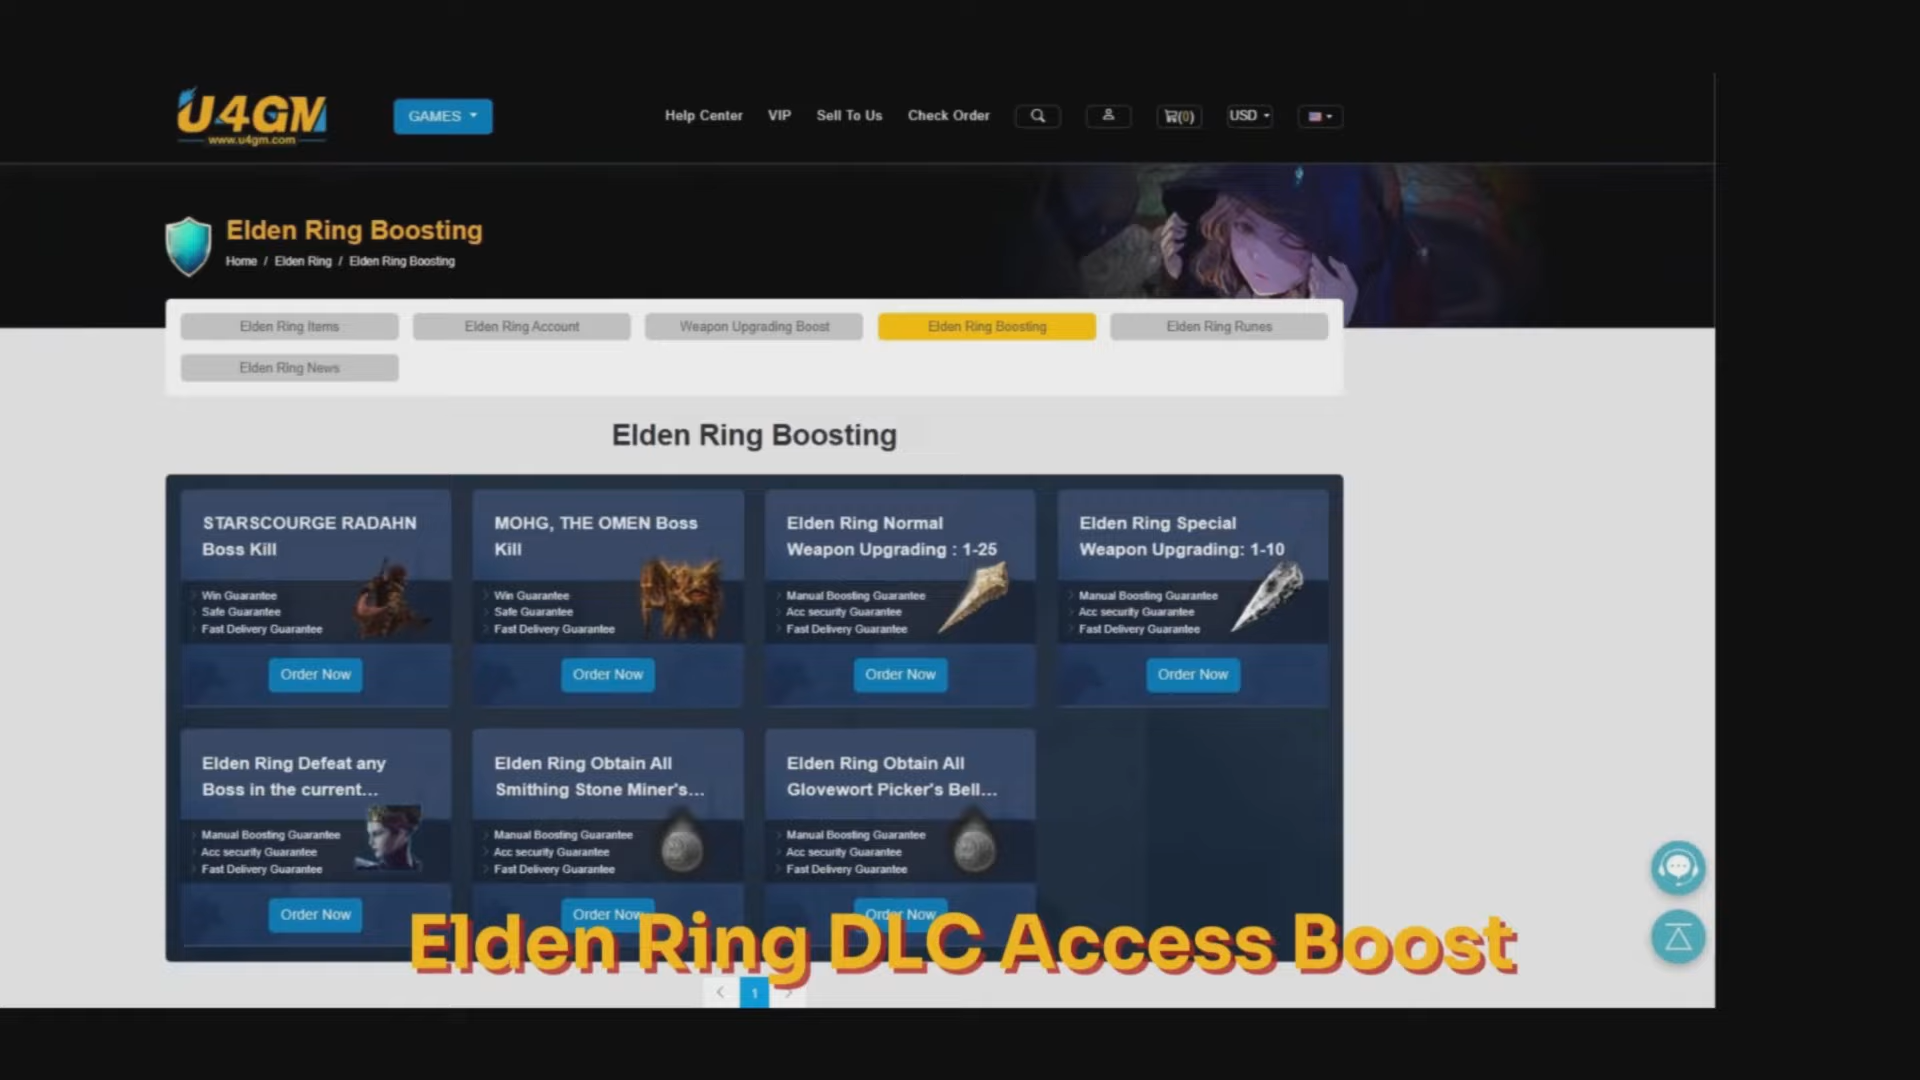 U4GM
www.u4gm.com
GAMES
Help Center
VIP
Sell To Us
Check Order
(0)
USD
Elden Ring Boosting
Home / Elden Ring / Elden Ring Boosting
Elden Ring Items
Elden Ring Account
Weapon Upgrading Boost
Elden Ring Boosting
Elden Ring Runes
Elden Ring News
Elden Ring Boosting
STARSCOURGE RADAHN
Boss Kill
Win Guarantee
Safe Guarantee
Fast Delivery Guarantee
Order Now
MOHG, THE OMEN Boss
Kill
Win Guarantee
Safe Guarantee
Fast Delivery Guarantee
Order Now
Elden Ring Normal
Weapon Upgrading : 1-25
Manual Boosting Guarantee
Acc security Guarantee
Fast Delivery Guarantee
Order Now
Elden Ring Special
Weapon Upgrading: 1-10
Manual Boosting Guarantee
Acc security Guarantee
Fast Delivery Guarantee
Order Now
Elden Ring Defeat any
Boss in the current...
Manual Boosting Guarantee
Acc security Guarantee
Fast Delivery Guarantee
Order Now
Elden Ring Obtain All
Smithing Stone Miner's...
Manual Boosting Guarantee
Acc security Guarantee
Fast Delivery Guarantee
Order Now
Elden Ring Obtain All
Glovewort Picker's Bell...
Manual Boosting Guarantee
Acc security Guarantee
Fast Delivery Guarantee
Order Now
Elden Ring DLC Access Boost
1